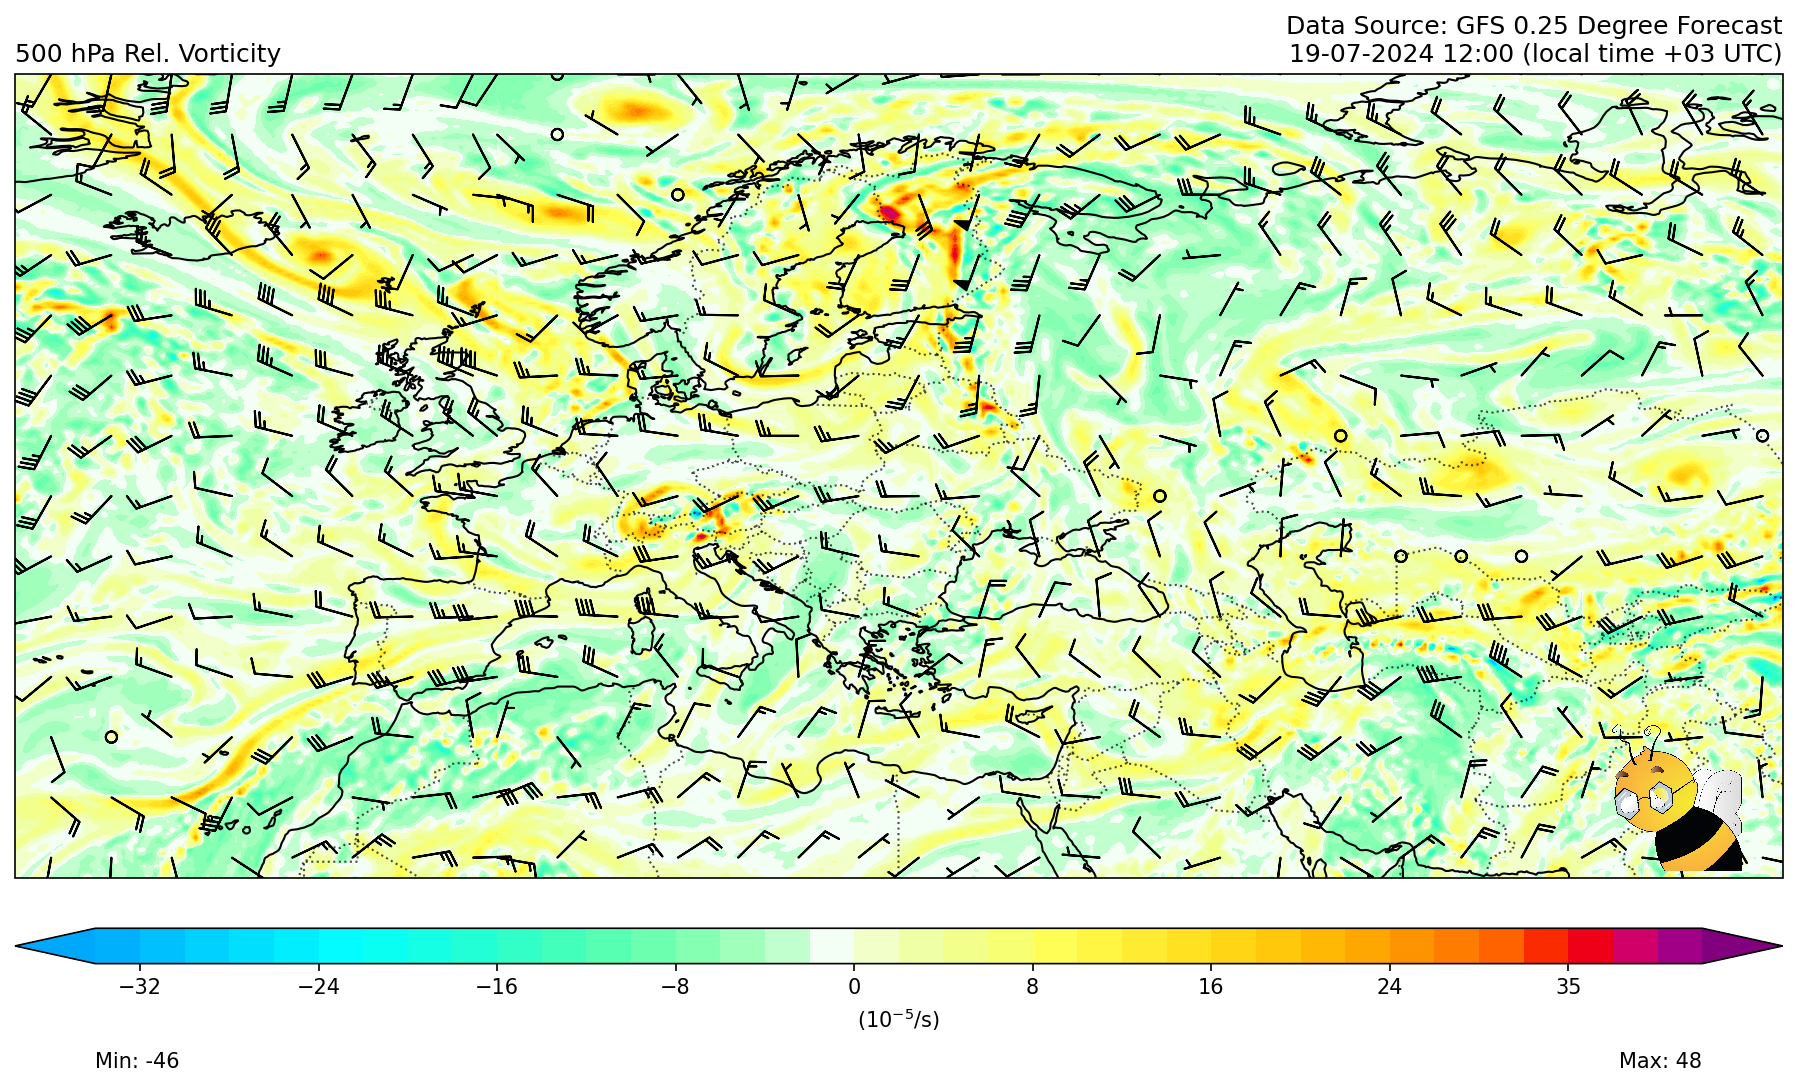 Data Source: GFS 0.25 Degree Forecast
500 hPa Rel. Vorticity
19-07-2024 12:00 (local time +03 UTC)
−32 −24 −16 −8 0 8 16 24 35
(10⁻⁵/s)
Min: -46
Max: 48